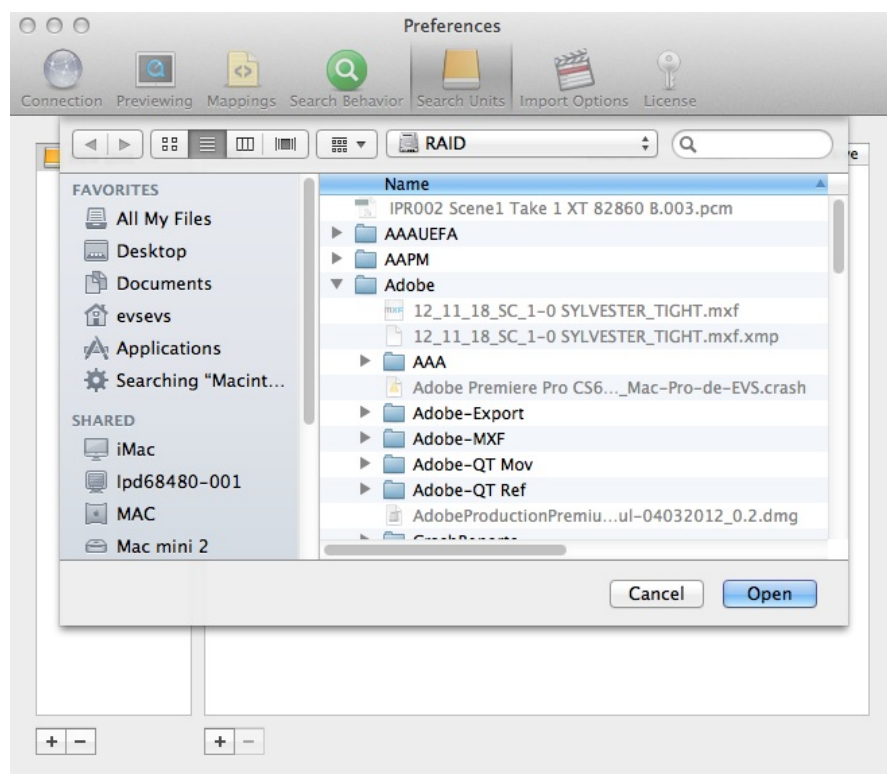 Preferences
Connection Previewing Mappings Search Behavior Search Units Import Options License
RAID
FAVORITES
All My Files
Desktop
Documents
evsevs
Applications
Searching "Macint...
SHARED
iMac
lpd68480-001
MAC
Mac mini 2
Name
IPR002 Scene1 Take 1 XT 82860 B.003.pcm
AAAUEFA
AAPM
Adobe
12_11_18_SC_1-0 SYLVESTER_TIGHT.mxf
12_11_18_SC_1-0 SYLVESTER_TIGHT.mxf.xmp
AAA
Adobe Premiere Pro CS6..._Mac-Pro-de-EVS.crash
Adobe-Export
Adobe-MXF
Adobe-QT Mov
Adobe-QT Ref
AdobeProductionPremiu...ul-04032012_0.2.dmg
Cancel Open